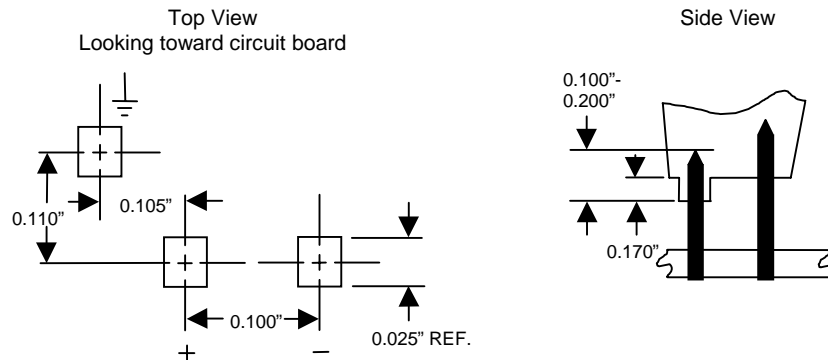 Top View
Looking toward circuit board
Side View
0.100”-
0.200”
0.110”
0.105”
0.170”
0.100”
0.025” REF.
+ –